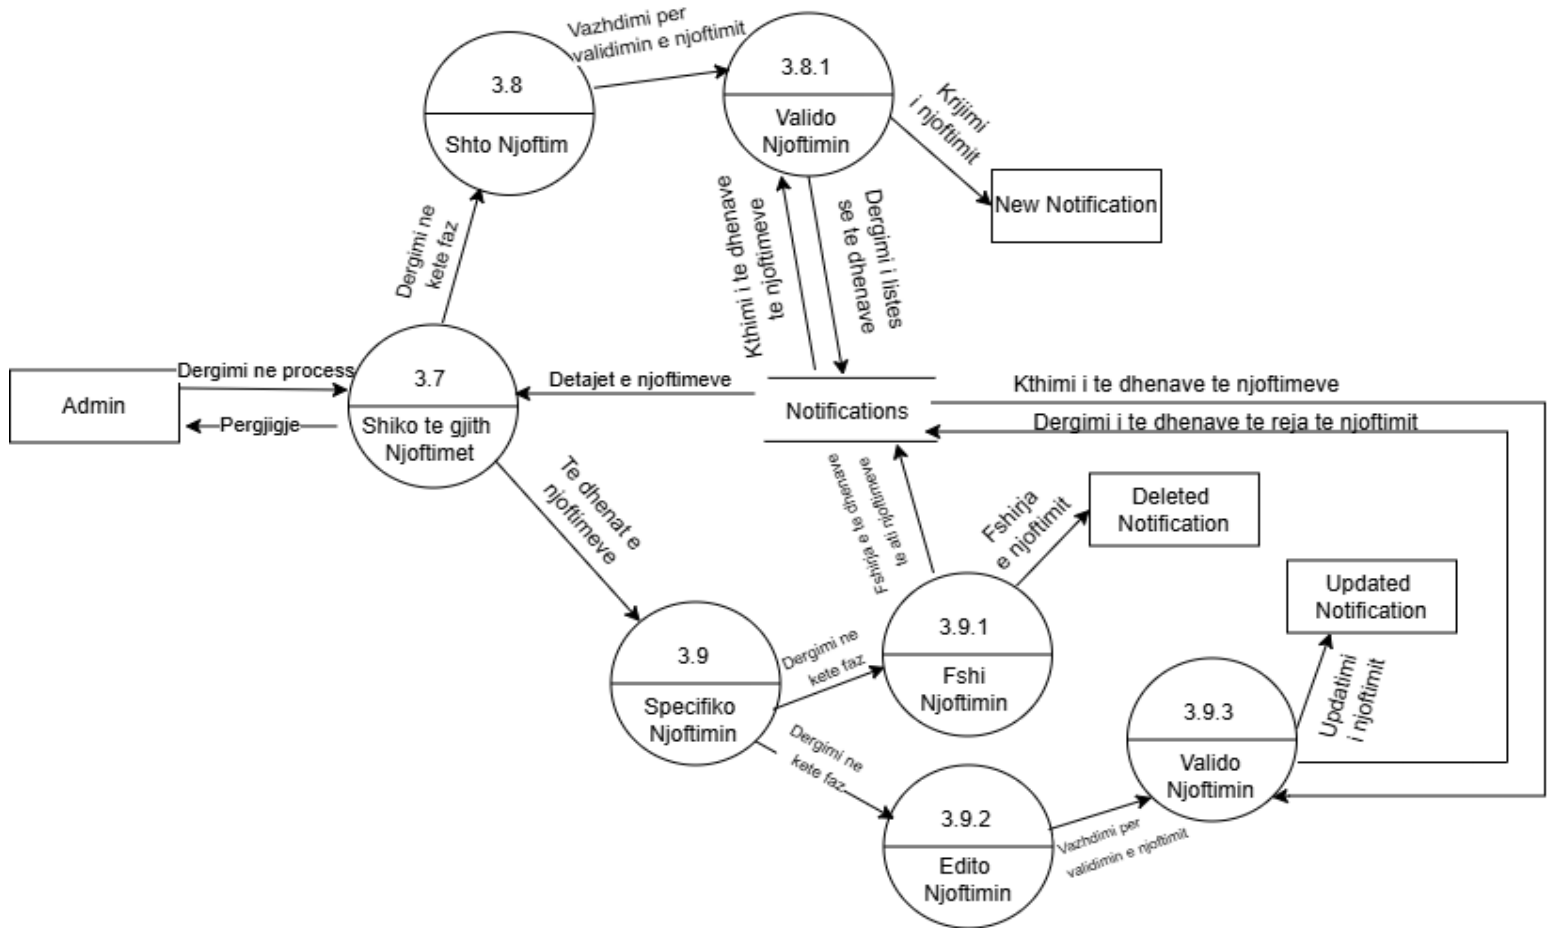 Vazhdimi per
validimin e njoftimit
3.8
Shto Njoftim
3.8.1
Valido
Njoftimin
Krijimi
i njoftimit
New Notification
Dergimi ne
kete faz
Kthimi i te dhenave
te njoftimeve
Dergimi i listes
se te dhenave
Admin
Dergimi ne process
Pergjigje
3.7
Shiko te gjith
Njoftimet
Detajet e njoftimeve
Notifications
Kthimi i te dhenave te njoftimeve
Dergimi i te dhenave te reja te njoftimit
Te dhenat e
njoftimeve
Fshirja e te dhenave
te ati njoftimeve
Fshirja
e njoftimit
Deleted
Notification
Updated
Notification
3.9
Specifiko
Njoftimin
Dergimi ne
kete faz
3.9.1
Fshi
Njoftimin
Dergimi ne
kete faz
3.9.2
Edito
Njoftimin
Vazhdimi per
validimin e njoftimit
3.9.3
Valido
Njoftimin
Updatimi
i njoftimit